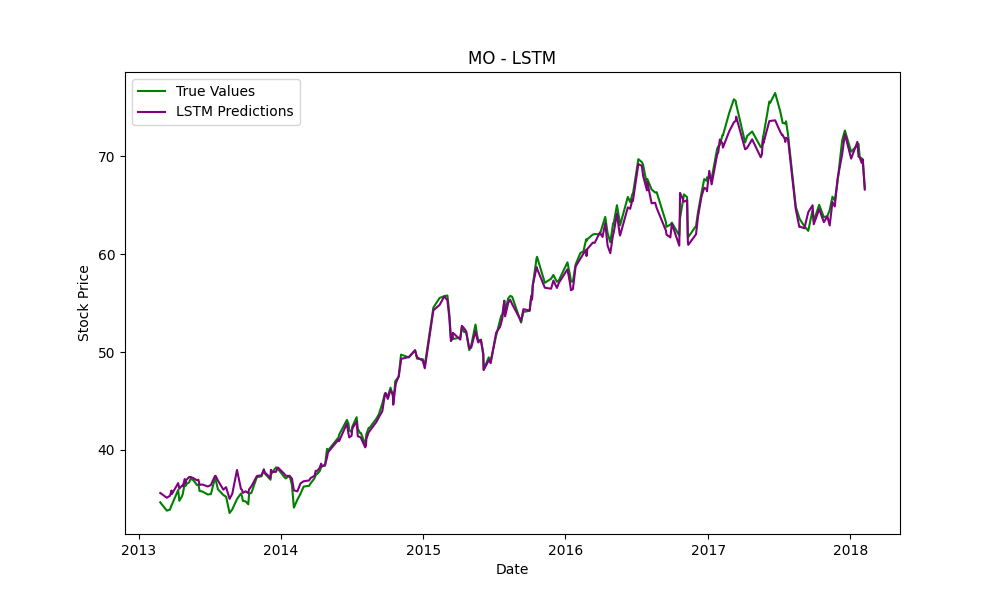 MO - LSTM
True Values
LSTM Predictions
70
60
50
40
Stock Price
2013 2014 2015 2016 2017 2018
Date